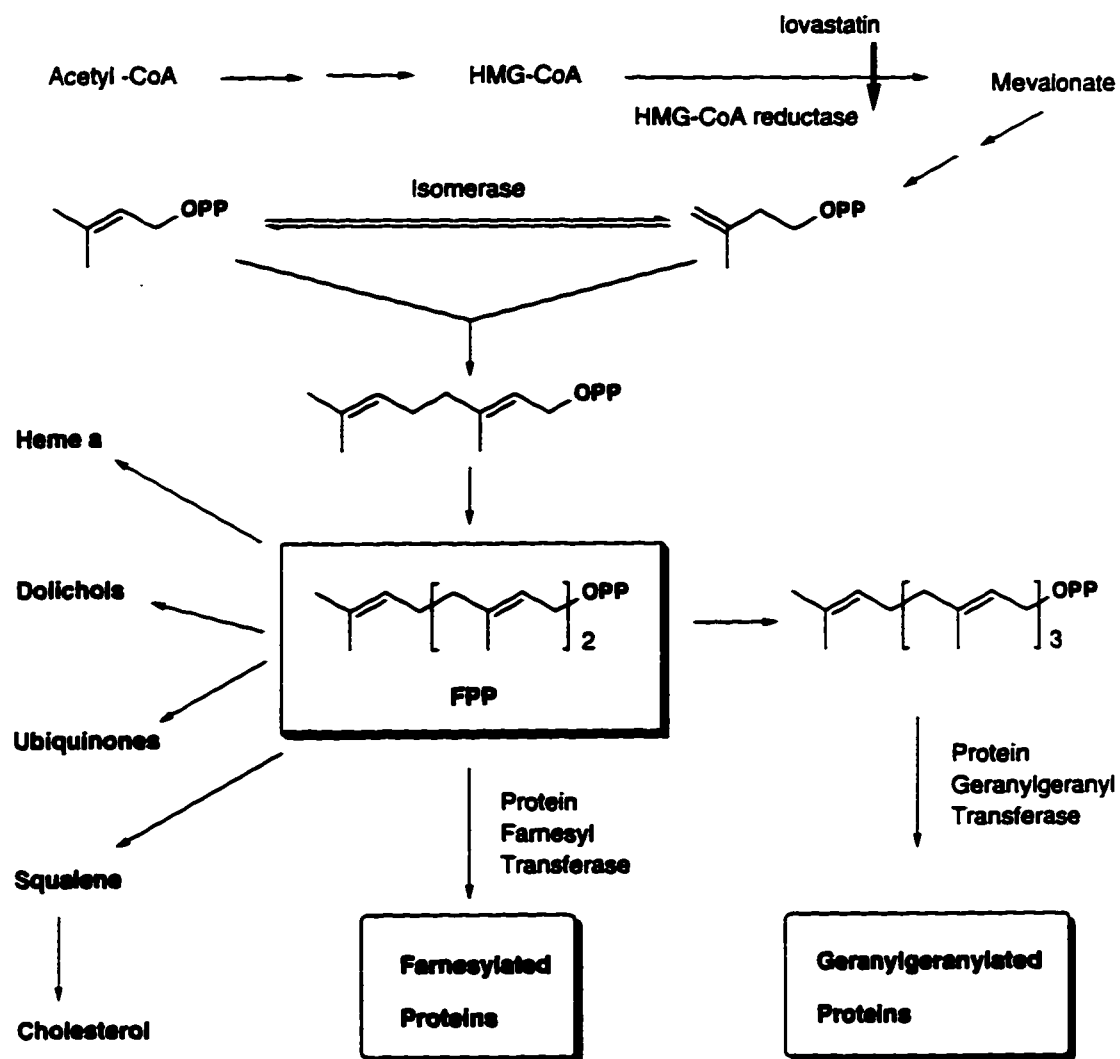 lovastatin
Acetyl -CoA
HMG-CoA
Mevalonate
HMG-CoA reductase
Isomerase
OPP
OPP
OPP
Heme a
Dolichols
OPP
2
FPP
OPP
3
Ubiquinones
Protein
Farnesyl
Transferase
Protein
Geranylgeranyl
Transferase
Squalene
Farnesylated
Proteins
Geranylgeranylated
Proteins
Cholesterol